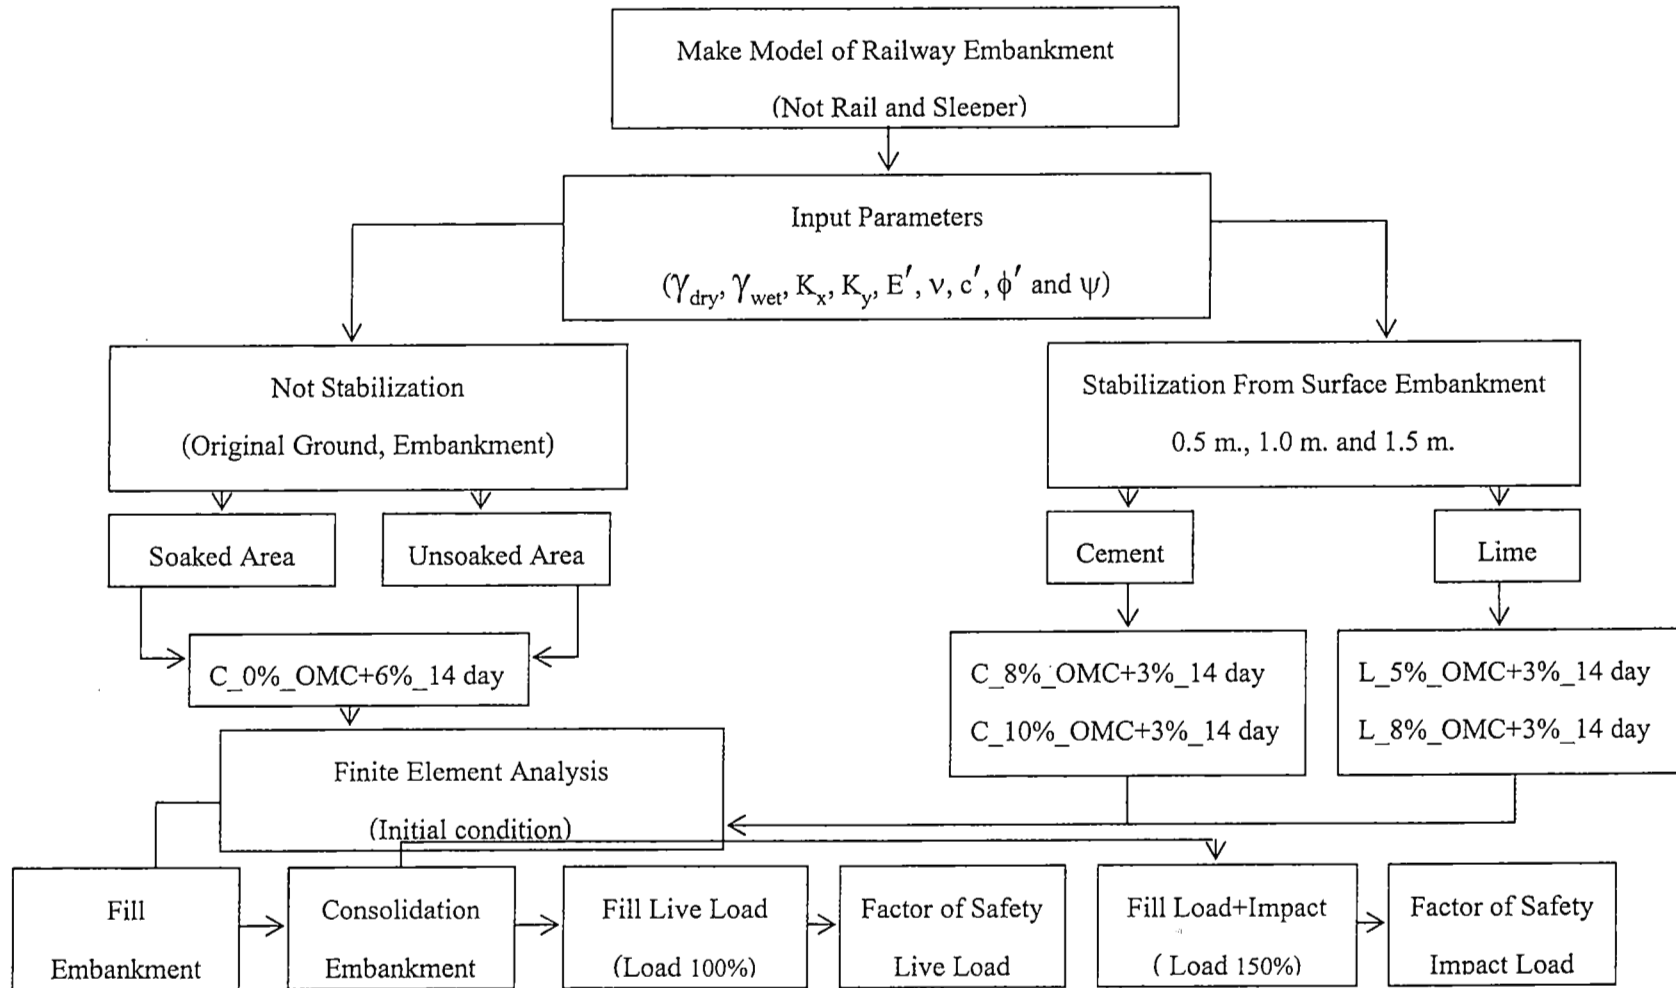 Make Model of Railway Embankment
(Not Rail and Sleeper)
Input Parameters
(γdry, γwet, Kx, Ky, E′, ν, c′, ϕ′ and ψ)
Not Stabilization
(Original Ground, Embankment)
Stabilization From Surface Embankment
0.5 m., 1.0 m. and 1.5 m.
Soaked Area
Unsoaked Area
Cement
Lime
C_0%_OMC+6%_14 day
C_8%_OMC+3%_14 day
C_10%_OMC+3%_14 day
L_5%_OMC+3%_14 day
L_8%_OMC+3%_14 day
Finite Element Analysis
(Initial condition)
Fill
Embankment
Consolidation
Embankment
Fill Live Load
(Load 100%)
Factor of Safety
Live Load
Fill Load+Impact
( Load 150%)
Factor of Safety
Impact Load